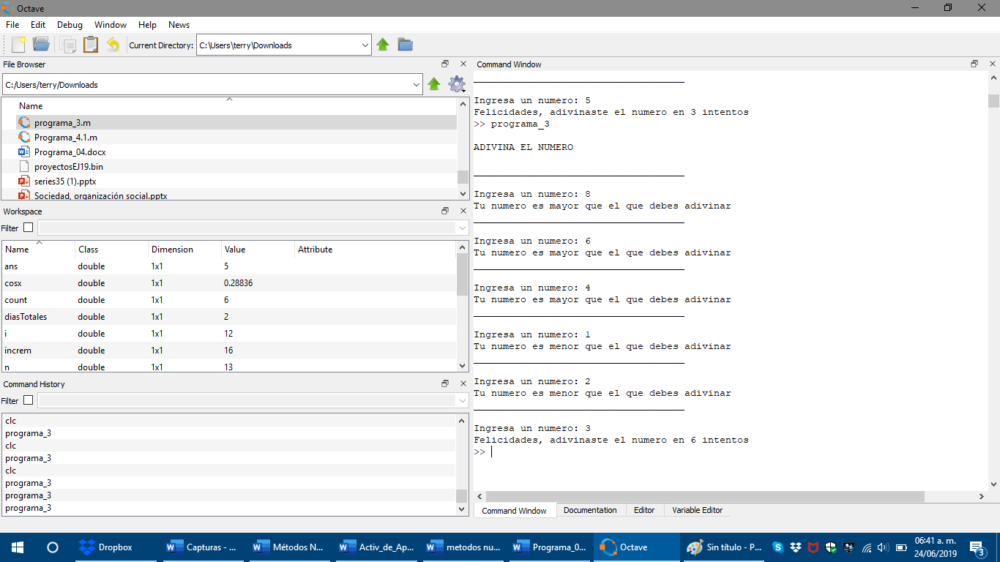 Octave
File Edit Debug Window Help News
Current Directory: C:\Users\terry\Downloads
File Browser
C:/Users/terry/Downloads
Name
programa_3.m
Programa_4.1.m
Programa_04.docx
proyectosEJ19.bin
series35 (1).pptx
Sociedad, organización social.pptx
Workspace
Filter
Name Class Dimension Value Attribute
ans double 1x1 5
cosx double 1x1 0.28836
count double 1x1 6
diasTotales double 1x1 2
i double 1x1 12
increm double 1x1 16
n double 1x1 13
Command History
Filter
clc
programa_3
clc
programa_3
clc
programa_3
programa_3
programa_3
Command Window
Ingresa un numero: 5
Felicidades, adivinaste el numero en 3 intentos
>> programa_3
ADIVINA EL NUMERO
Ingresa un numero: 8
Tu numero es mayor que el que debes adivinar
Ingresa un numero: 6
Tu numero es mayor que el que debes adivinar
Ingresa un numero: 4
Tu numero es mayor que el que debes adivinar
Ingresa un numero: 1
Tu numero es menor que el que debes adivinar
Ingresa un numero: 2
Tu numero es menor que el que debes adivinar
Ingresa un numero: 3
Felicidades, adivinaste el numero en 6 intentos
>>
Command Window Documentation Editor Variable Editor
Dropbox Capturas - ... Métodos N... Activ_de_Ap... metodos nu... Programa_0... Octave Sin título - P...
06:41 a. m.
24/06/2019
3